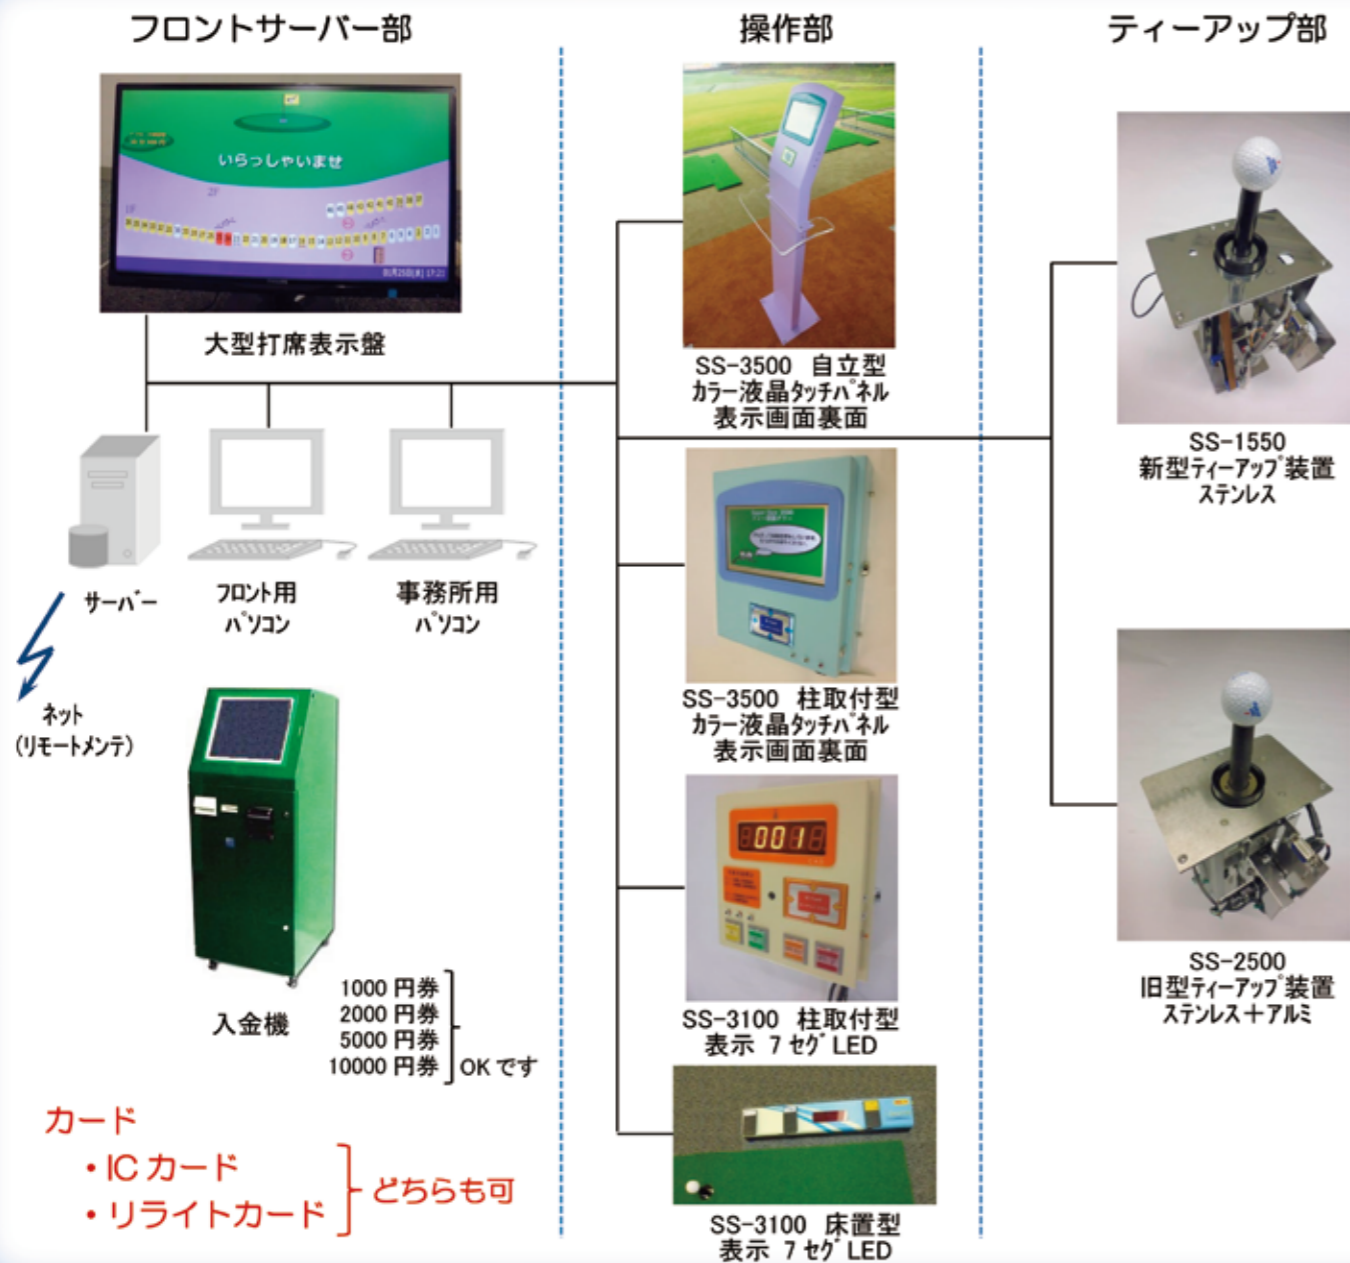 フロントサーバー部
操作部
ティーアップ部
いらっしゃいませ
2F
1F
大型打席表示盤
サーバー
フロント用
パソコン
事務所用
パソコン
ネット
(リモートメンテ)
入金機
1000 円券
2000 円券
5000 円券
10000 円券
OKです
カード
・ICカード
・リライトカード
どちらも可
SS-3500 自立型
カラー液晶タッチパネル
表示画面裏面
SS-3500 柱取付型
カラー液晶タッチパネル
表示画面裏面
001
SS-3100 柱取付型
表示 7セグLED
SS-3100 床置型
表示 7セグLED
SS-1550
新型ティーアップ装置
ステンレス
SS-2500
旧型ティーアップ装置
ステンレス+アルミ